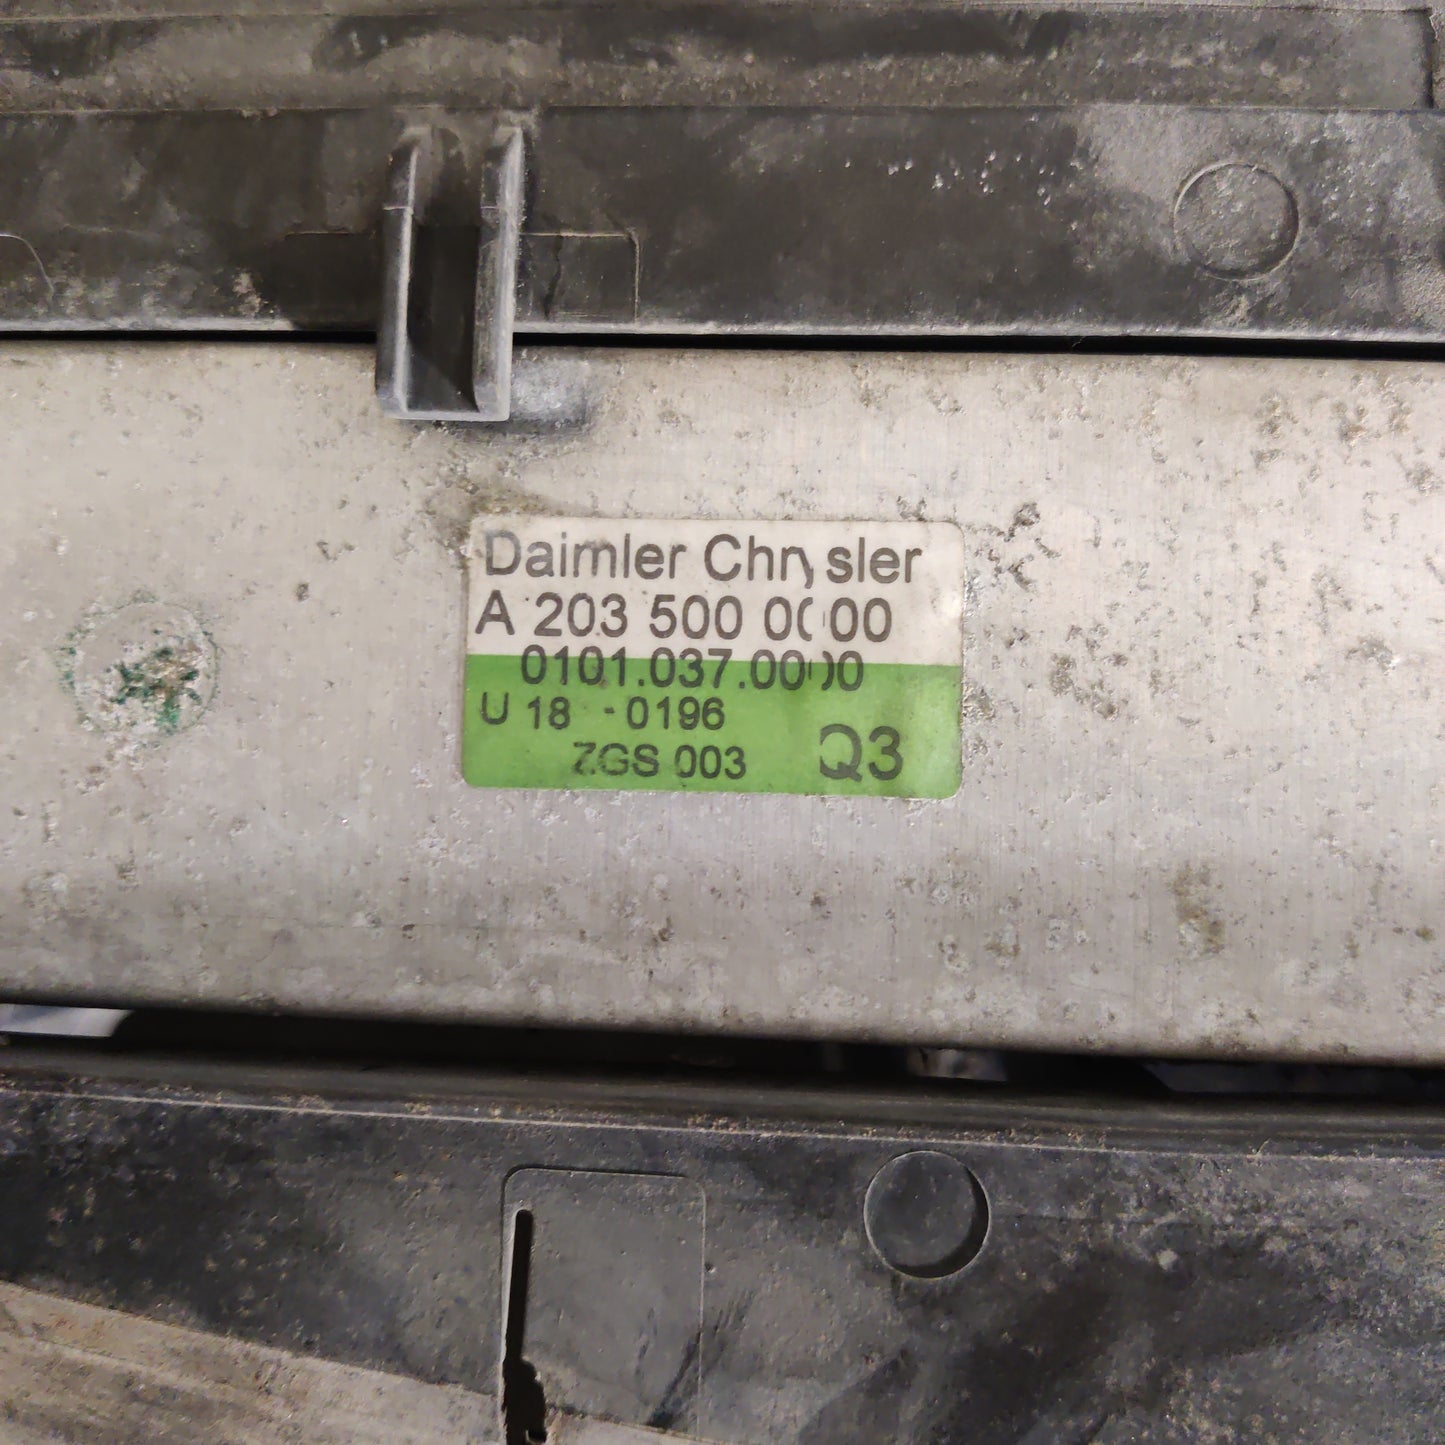 Daimler Chrysler
A 203 500 0000
0101.037.0000
U 18 -0196
ZGS 003 Q3